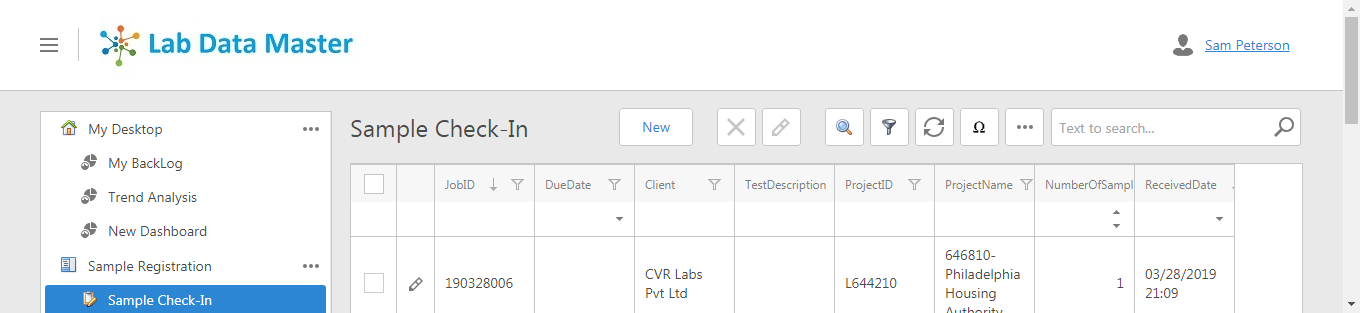 Lab Data Master
Sam Peterson
My Desktop
My BackLog
Trend Analysis
New Dashboard
Sample Registration
Sample Check-In
Sample Check-In
New
Ω
Text to search...
JobID
DueDate
Client
TestDescription
ProjectID
ProjectName
NumberOfSampl
ReceivedDate
190328006
CVR Labs
Pvt Ltd
L644210
646810-
Philadelphia
Housing
Authority
1
03/28/2019
21:09